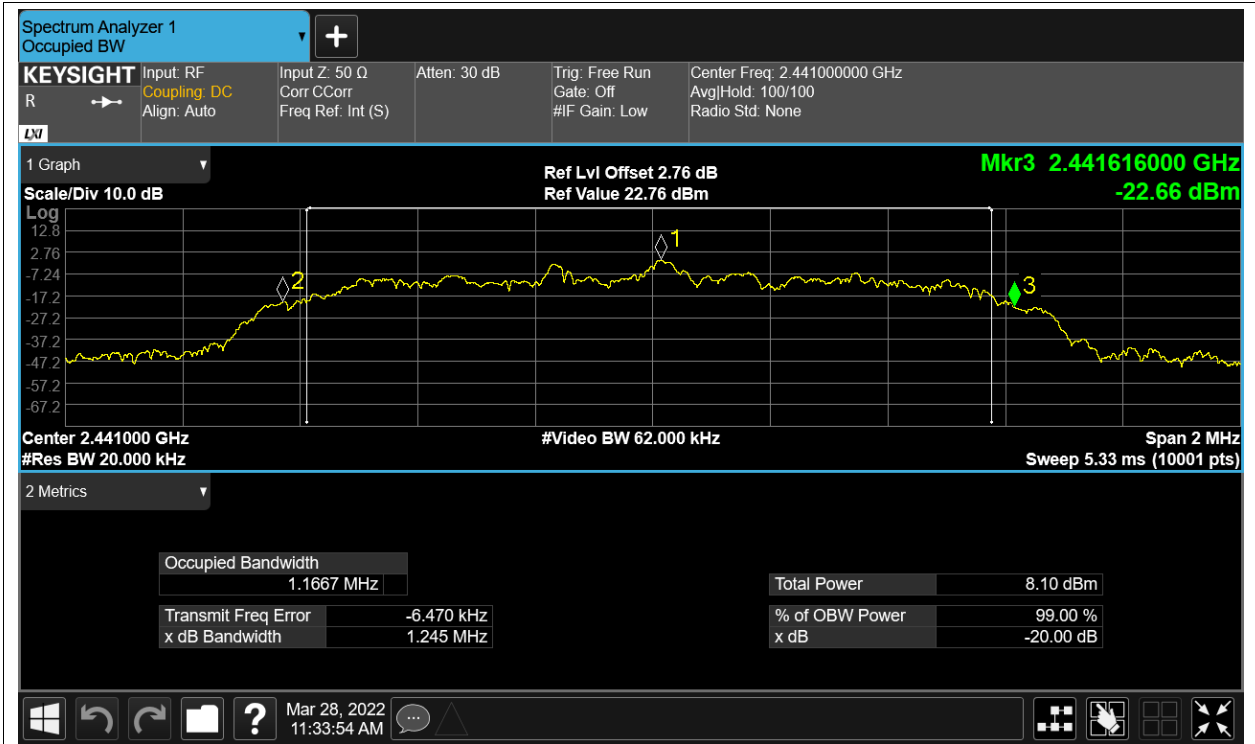 Spectrum Analyzer 1
Occupied BW
KEYSIGHT
R
LXI
Input: RF
Coupling: DC
Align: Auto
Input Z: 50 Ω
Corr CCorr
Freq Ref: Int (S)
Atten: 30 dB
Trig: Free Run
Gate: Off
#IF Gain: Low
Center Freq: 2.441000000 GHz
Avg|Hold: 100/100
Radio Std: None
1 Graph
Scale/Div 10.0 dB
Ref Lvl Offset 2.76 dB
Ref Value 22.76 dBm
Mkr3 2.441616000 GHz
-22.66 dBm
Log
12.8
2.76
-7.24
-17.2
-27.2
-37.2
-47.2
-57.2
-67.2
2
1
3
Center 2.441000 GHz
#Res BW 20.000 kHz
#Video BW 62.000 kHz
Span 2 MHz
Sweep 5.33 ms (10001 pts)
2 Metrics
Occupied Bandwidth
1.1667 MHz
Transmit Freq Error -6.470 kHz
x dB Bandwidth 1.245 MHz
Total Power 8.10 dBm
% of OBW Power 99.00 %
x dB -20.00 dB
?
Mar 28, 2022
11:33:54 AM